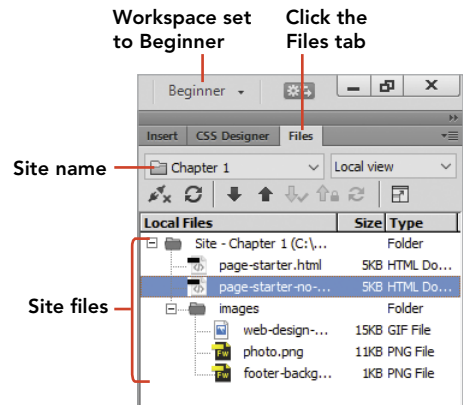 Workspace set
to Beginner
Click the
Files tab
Beginner
Insert CSS Designer Files
Site name
Chapter 1 Local view
Local Files Size Type
Site - Chapter 1 (C:\... Folder
page-starter.html 5KB HTML Do...
page-starter-no-... 5KB HTML Do...
Site files
images Folder
web-design-... 15KB GIF File
Fw photo.png 11KB PNG File
Fw footer-backg... 1KB PNG File